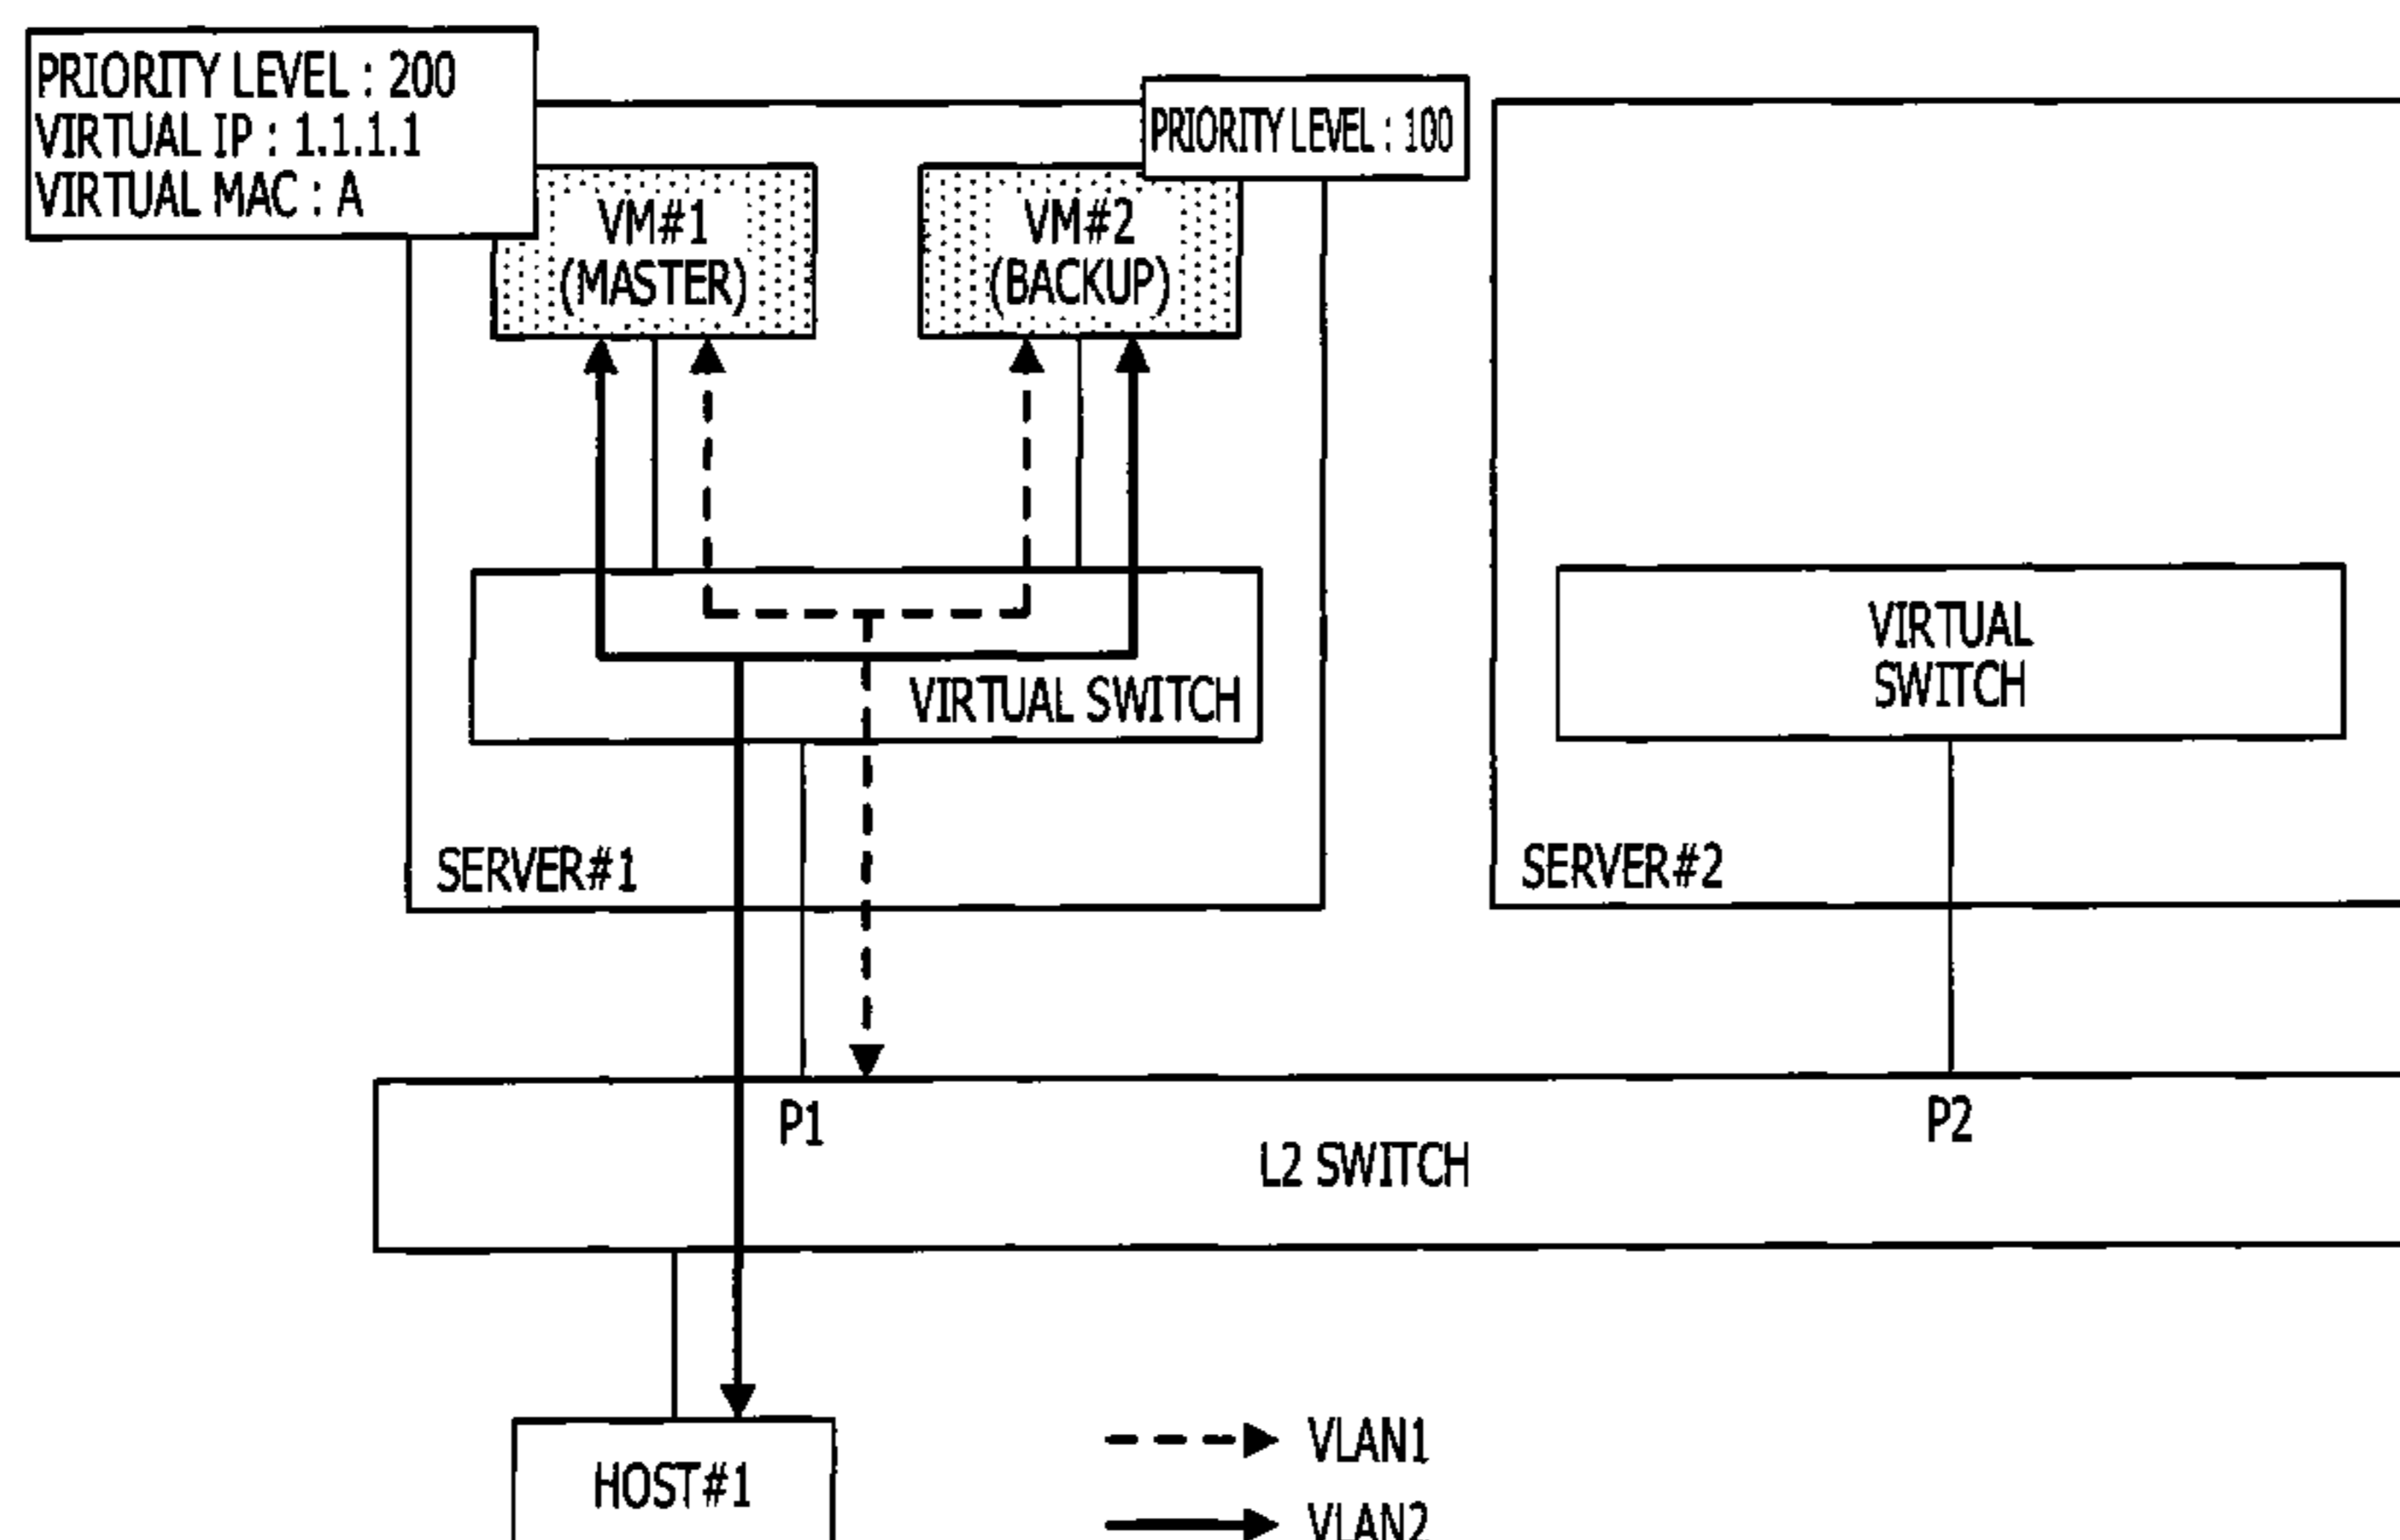 PRIORITY LEVEL : 200
VIRTUAL IP : 1.1.1.1
VIRTUAL MAC : A
PRIORITY LEVEL : 100
VM#1
(MASTER)
VM#2
(BACKUP)
VIRTUAL SWITCH
VIRTUAL
SWITCH
SERVER#1
SERVER#2
P1
P2
L2 SWITCH
HOST#1
VLAN1
VLAN2